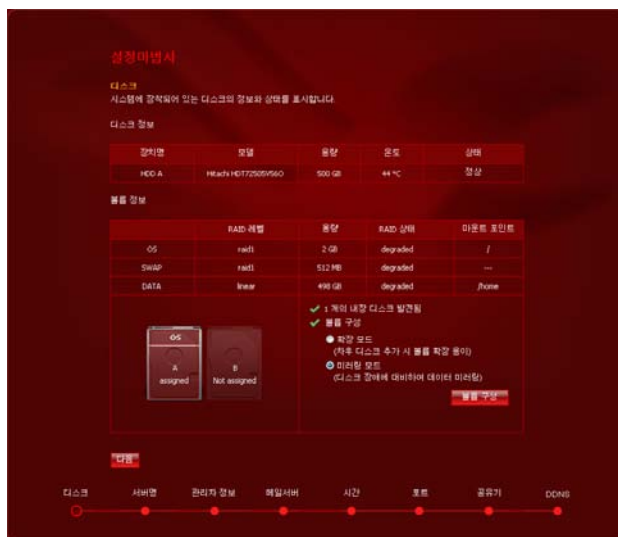 설정마법사
디스크
시스템에 장착되어 있는 디스크의 정보와 상태를 표시합니다.
디스크 정보
장치명 모델 용량 온도 상태
HDD A Hitachi HDT725050VLA360 500 GB 44 °C 정상
볼륨 정보
RAID 레벨 용량 RAID 상태 마운트 포인트
OS raid1 2 GB degraded /
SWAP raid1 512 MB degraded ---
DATA linear 498 GB degraded /home
1 개의 내장 디스크 발견됨
볼륨 구성
확장 모드
(차후 디스크 추가 시 볼륨 확장 용이)
미러링 모드
(디스크 장애에 대비하여 데이터 미러링)
볼륨 구성
OS
A
assigned
B
Not assigned
다음
디스크 서버명 관리자 정보 메일서버 시간 포트 공유기 DDNS